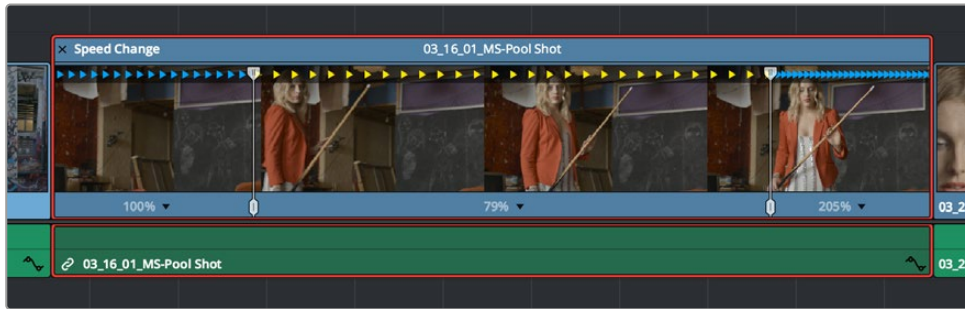 × Speed Change 03_16_01_MS-Pool Shot
100% 79% 205%
03_2
03_16_01_MS-Pool Shot
03_2